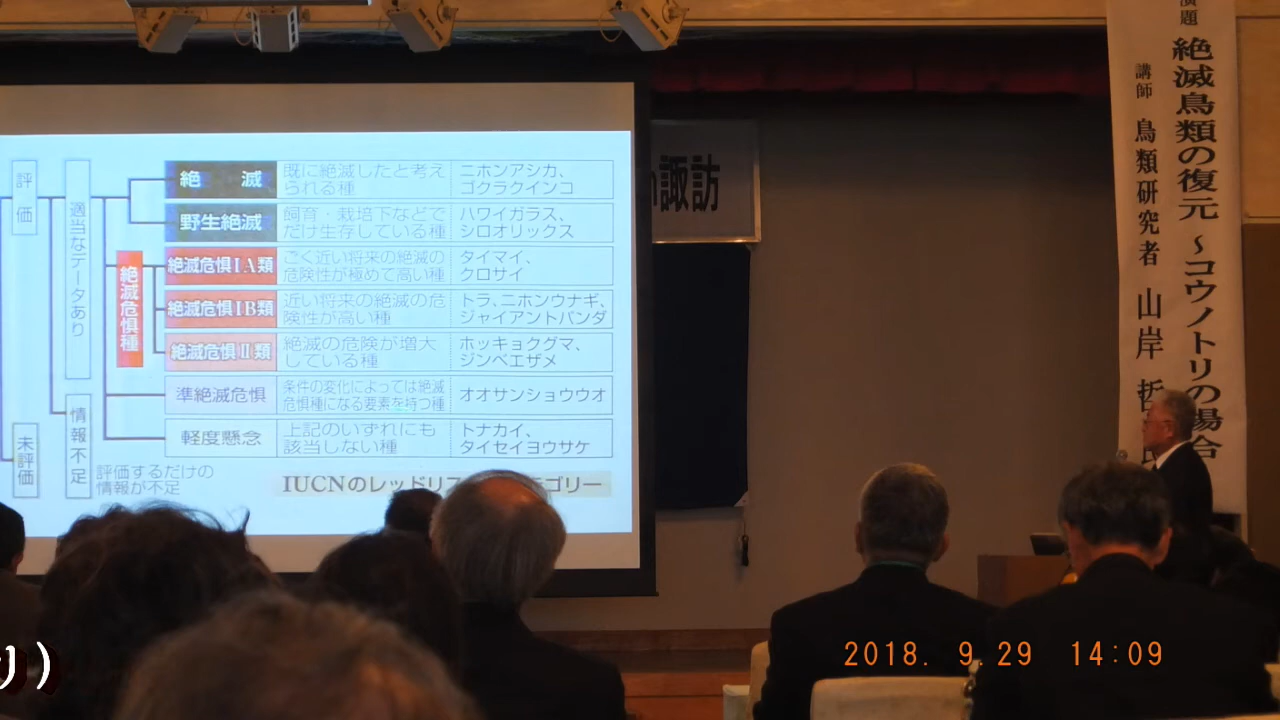 評価
未評価
適当なデータあり
情報不足
評価するだけの
情報が不足
絶滅危惧種
絶 滅
既に絶滅したと考え
られる種
ニホンアシカ、
ゴクラクインコ
野生絶滅
飼育・栽培下などで
だけ生存している種
ハワイガラス、
シロオリックス
絶滅危惧ⅠA類
ごく近い将来の絶滅の
危険性が極めて高い種
タイマイ、
クロサイ
絶滅危惧ⅠB類
近い将来の絶滅の危
険性が高い種
トラ、ニホンウナギ、
ジャイアントパンダ
絶滅危惧Ⅱ類
絶滅の危険が増大
している種
ホッキョクグマ、
ジンベエザメ
準絶滅危惧
条件の変化によっては絶滅
危惧種になる要素を持つ種
オオサンショウウオ
軽度懸念
上記のいずれにも
該当しない種
トナカイ、
タイセイヨウサケ
IUCNのレッドリス ゴリー
諏訪
演題 絶滅鳥類の復元 ~コウノトリの場合
講師 鳥類研究者 山岸 哲
り)
2018. 9.29 14:09